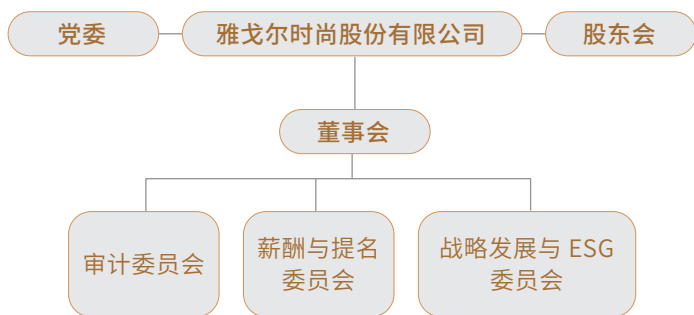 党委
雅戈尔时尚股份有限公司
股东会
董事会
审计委员会
薪酬与提名
委员会
战略发展与 ESG
委员会